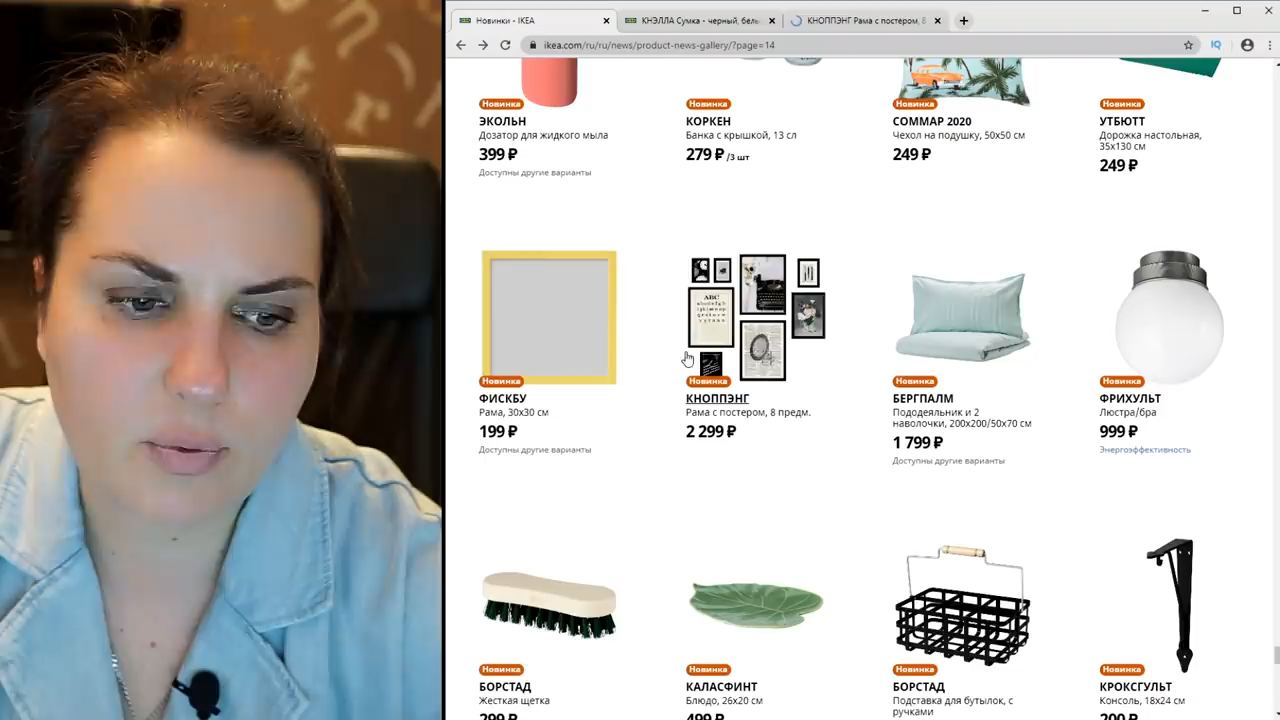 Новинки - IKEA
КНЭЛЛА Сумка - черный, бель
КНОППЭНГ Рама с постером, 8
ikea.com/ru/ru/news/product-news-gallery/?page=14
Новинка
ЭКОЛЬН
Дозатор для жидкого мыла
399 ₽
Доступны другие варианты
Новинка
КОРКЕН
Банка с крышкой, 13 сл
279 ₽ /3 шт
Новинка
СОММАР 2020
Чехол на подушку, 50x50 см
249 ₽
Новинка
УТБЮТТ
Дорожка настольная,
35x130 см
249 ₽
Новинка
ФИСКБУ
Рама, 30x30 см
199 ₽
Доступны другие варианты
ABC
Новинка
КНОППЭНГ
Рама с постером, 8 предм.
2 299 ₽
Новинка
БЕРГПАЛМ
Пододеяльник и 2
наволочки, 200x200/50x70 см
1 799 ₽
Доступны другие варианты
Новинка
ФРИХУЛЬТ
Люстра/бра
999 ₽
Энергоэффективность
Новинка
БОРСТАД
Жесткая щетка
299 ₽
Новинка
КАЛАСФИНТ
Блюдо, 26x20 см
499 ₽
Новинка
БОРСТАД
Подставка для бутылок, с
ручками
Новинка
КРОКСГУЛЬТ
Консоль, 18x24 см
200 ₽